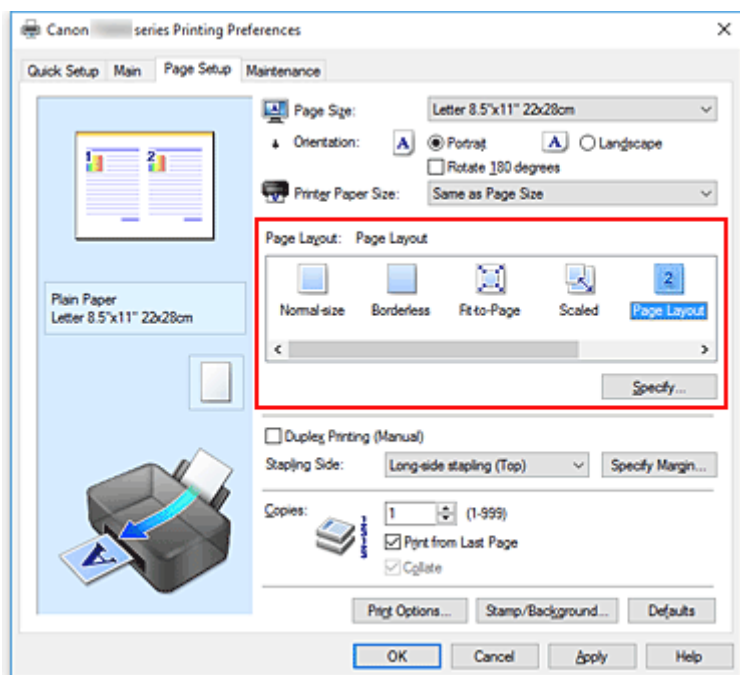 Canon series Printing Preferences
Quick Setup Main Page Setup Maintenance
1 2
Page Size: Letter 8.5"x11" 22x28cm
Orientation: A Portrait A Landscape
Rotate 180 degrees
Printer Paper Size: Same as Page Size
Page Layout: Page Layout
2
Normal-size Borderless Fit-to-Page Scaled Page Layout
Plain Paper
Letter 8.5"x11" 22x28cm
Specify...
Duplex Printing (Manual)
Stapling Side: Long-side stapling (Top) Specify Margin...
Copies: 1 (1-999)
Print from Last Page
Collate
A
Print Options... Stamp/Background... Defaults
OK Cancel Apply Help